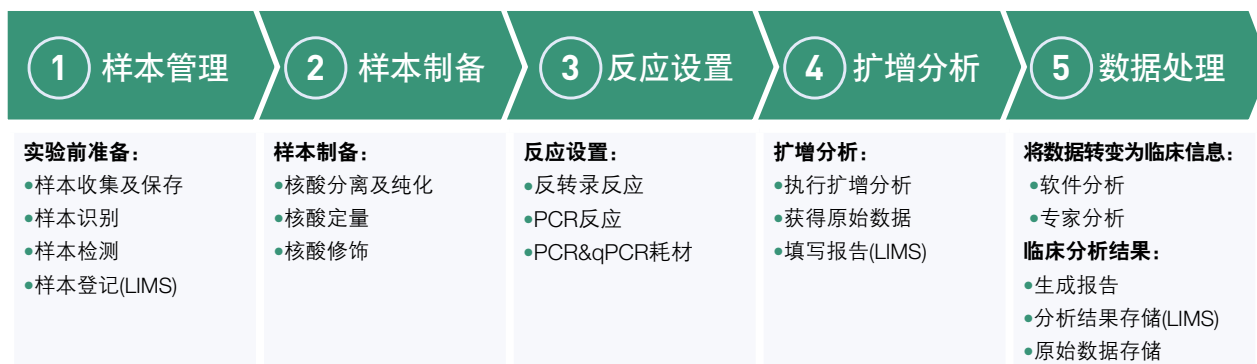 1 样本管理
2 样本制备
3 反应设置
4 扩增分析
5 数据处理
实验前准备：
•样本收集及保存
•样本识别
•样本检测
•样本登记(LIMS)
样本制备：
•核酸分离及纯化
•核酸定量
•核酸修饰
反应设置：
•反转录反应
•PCR反应
•PCR&qPCR耗材
扩增分析：
•执行扩增分析
•获得原始数据
•填写报告(LIMS)
将数据转变为临床信息：
•软件分析
•专家分析
临床分析结果：
•生成报告
•分析结果存储(LIMS)
•原始数据存储